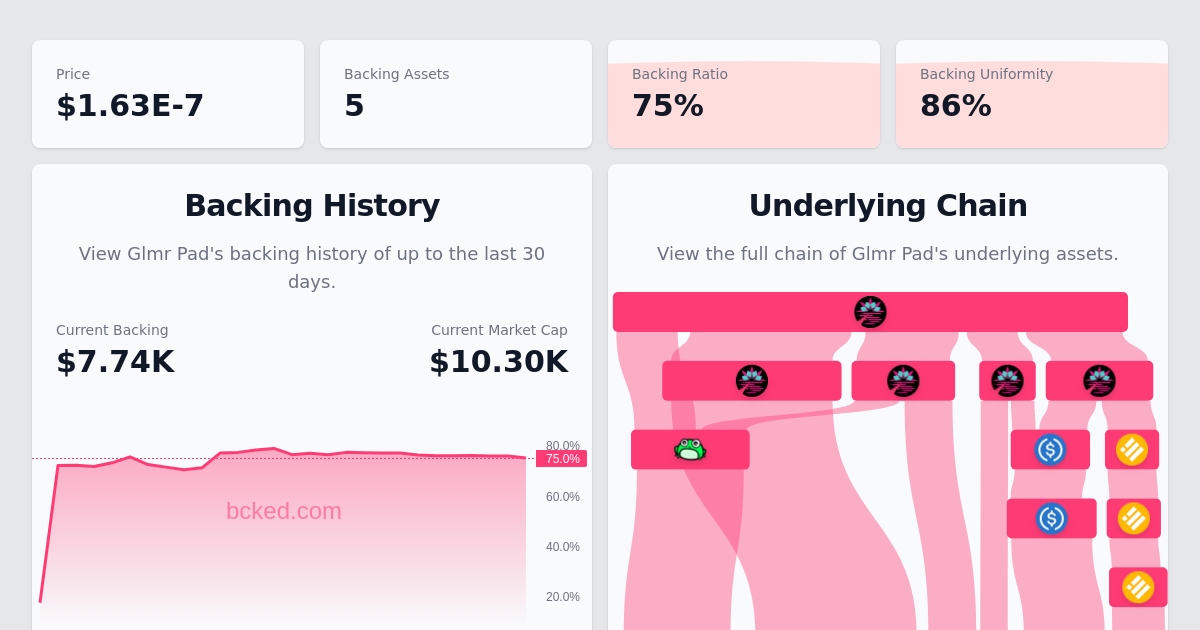 Price
$1.63E-7
Backing Assets
5
Backing Ratio
75%
Backing Uniformity
86%
Backing History
View Glmr Pad's backing history of up to the last 30
days.
Current Backing
$7.74K
Current Market Cap
$10.30K
80.0%
75.0%
60.0%
40.0%
20.0%
bcked.com
Underlying Chain
View the full chain of Glmr Pad's underlying assets.